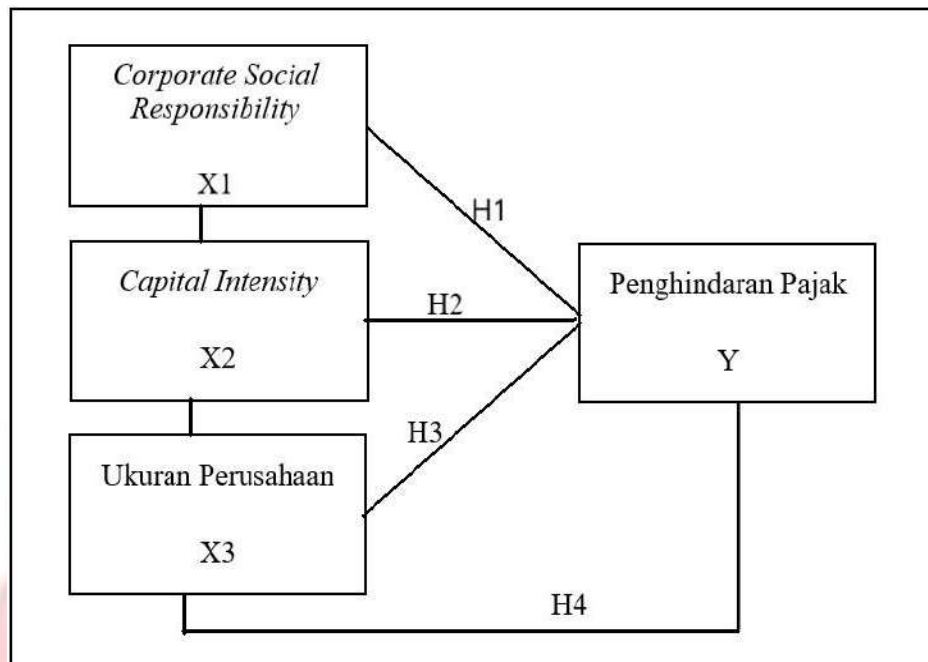 Corporate Social
Responsibility
X1
H1
Capital Intensity
X2
H2
Penghindaran Pajak
Y
H3
Ukuran Perusahaan
X3
H4